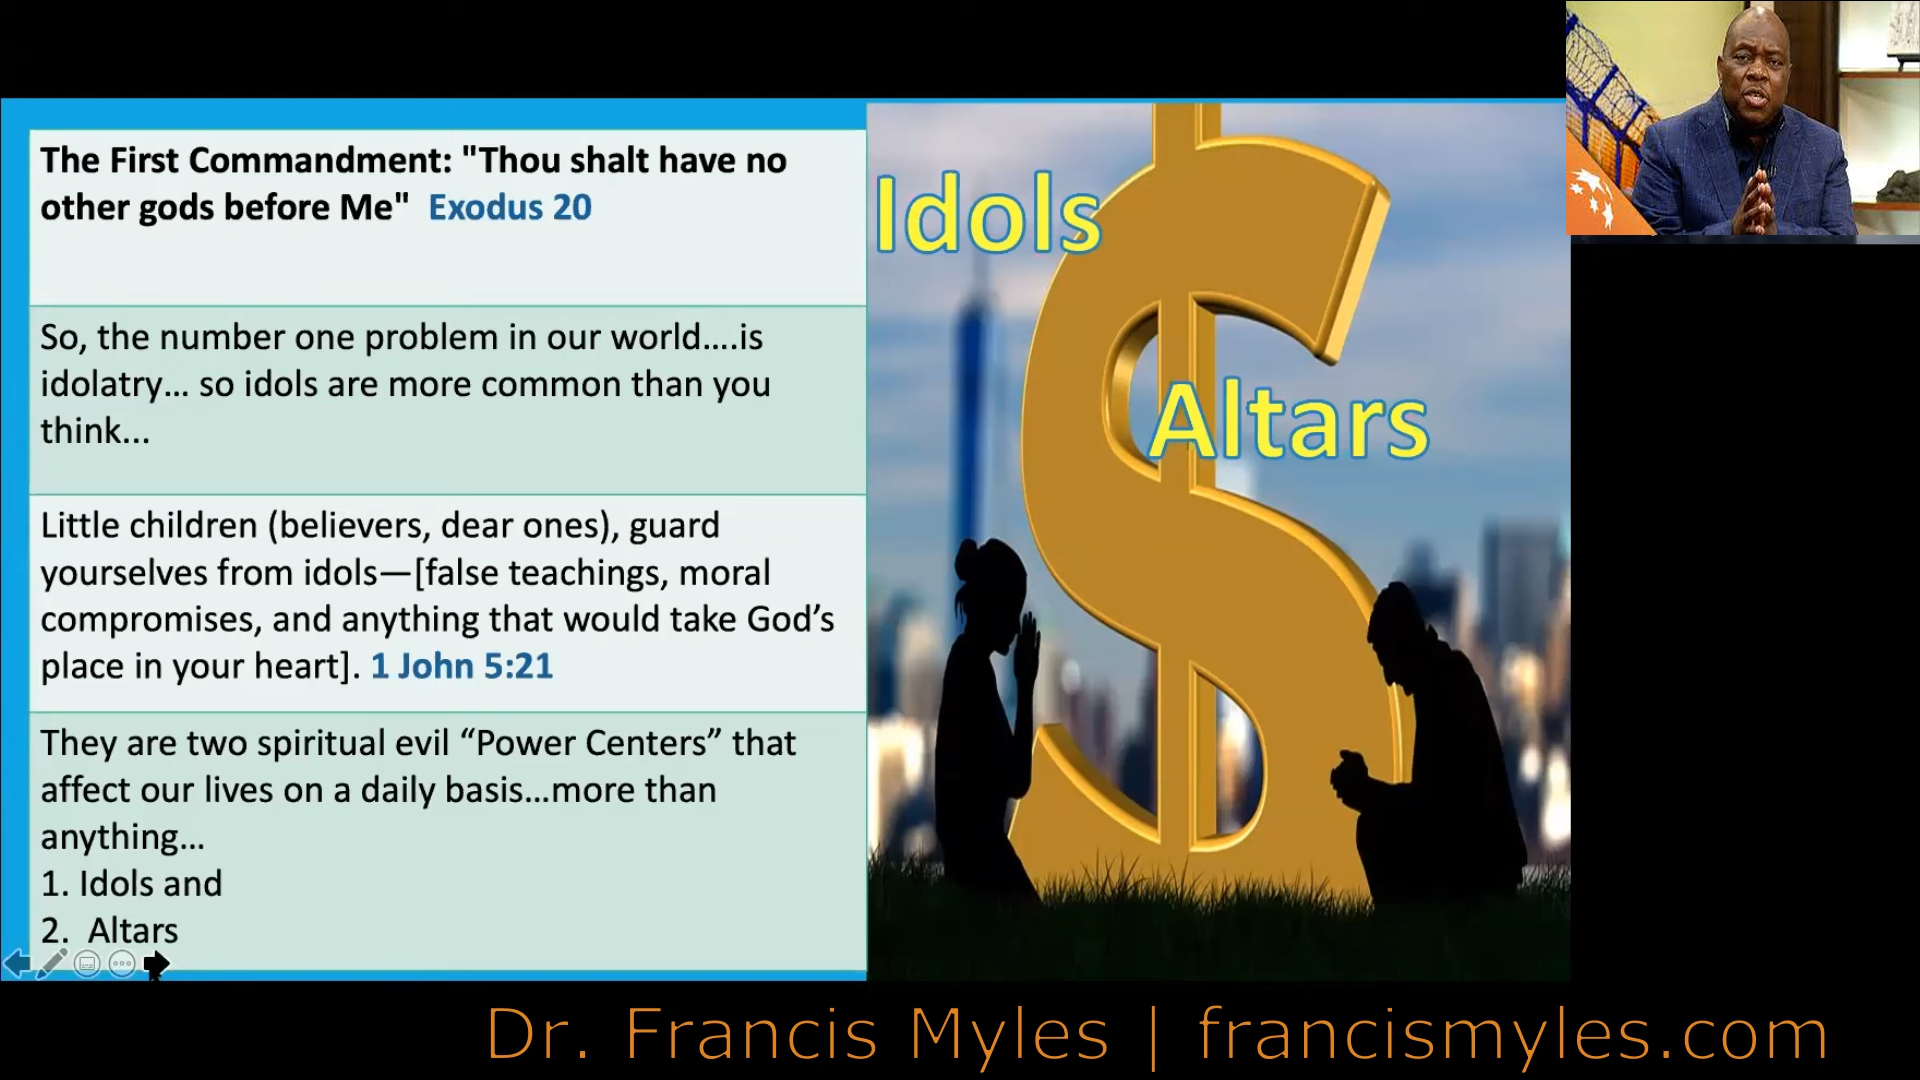 The First Commandment: "Thou shalt have no
other gods before Me"  Exodus 20
So, the number one problem in our world….is
idolatry… so idols are more common than you
think...
Little children (believers, dear ones), guard
yourselves from idols—[false teachings, moral
compromises, and anything that would take God’s
place in your heart]. 1 John 5:21
They are two spiritual evil “Power Centers” that
affect our lives on a daily basis…more than
anything…
1. Idols and
2.  Altars
Idols
Altars
Dr. Francis Myles | francismyles.com